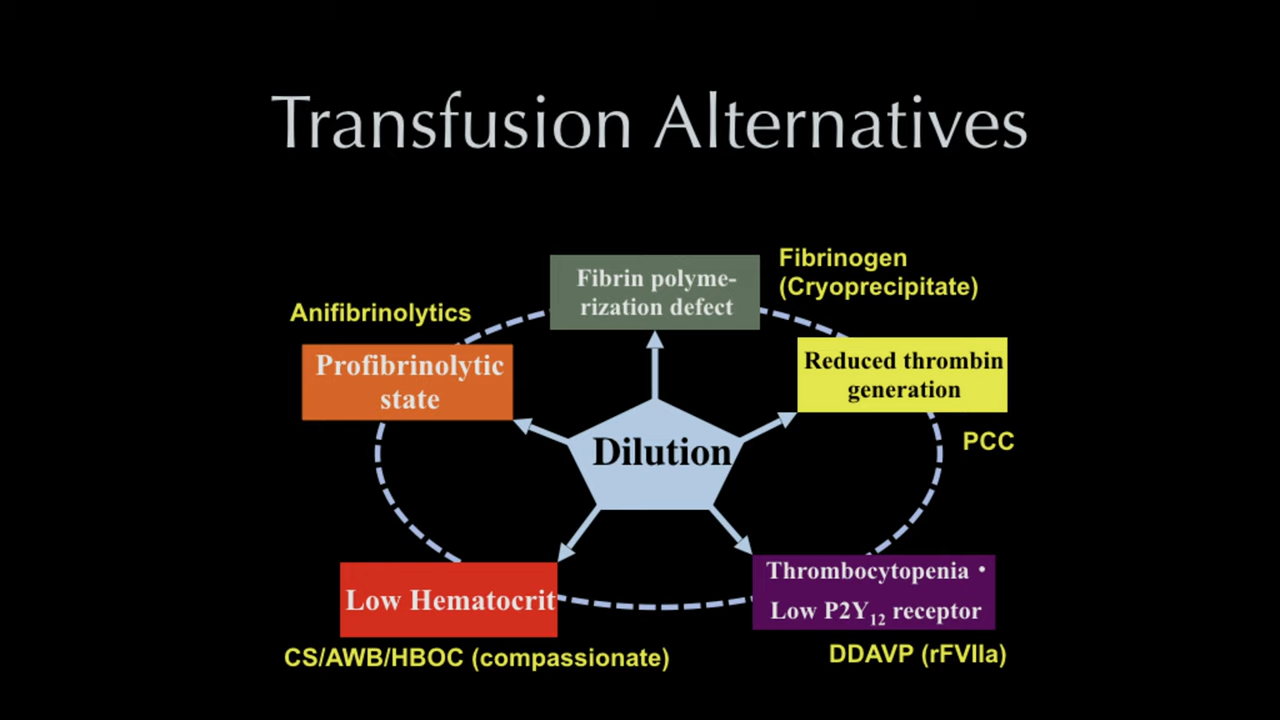 Transfusion Alternatives
Fibrinogen
(Cryoprecipitate)
Fibrin polyme-
rization defect
Anifibrinolytics
Profibrinolytic
state
Reduced thrombin
generation
PCC
Dilution
Low Hematocrit
CS/AWB/HBOC (compassionate)
Thrombocytopenia・
Low P2Y₁₂ receptor
DDAVP (rFVIIa)